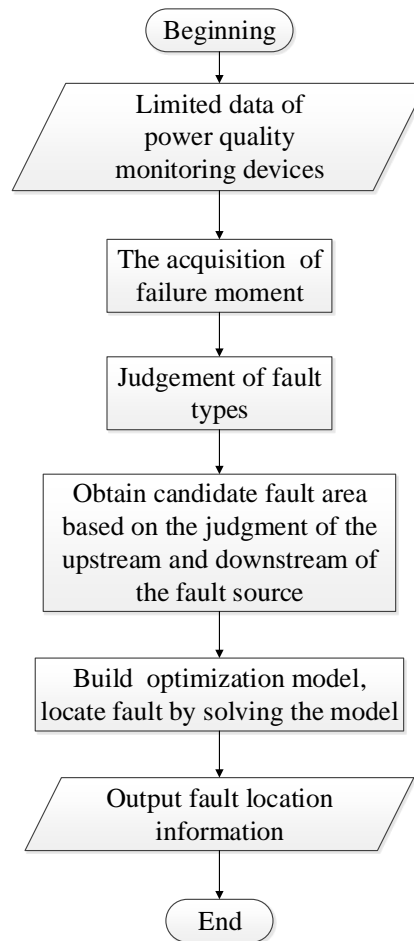 Beginning
Limited data of
power quality
monitoring devices
The acquisition of
failure moment
Judgement of fault
types
Obtain candidate fault area
based on the judgment of the
upstream and downstream of
the fault source
Build optimization model,
locate fault by solving the model
Output fault location
information
End